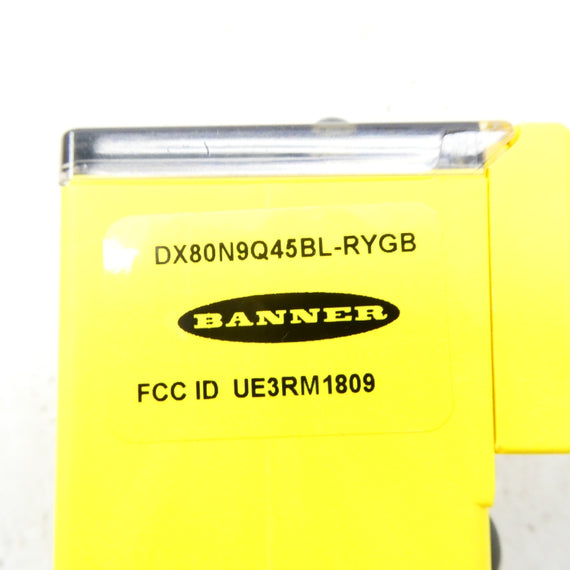 DX80N9Q45BL-RYGB
BANNER
FCC ID UE3RM1809